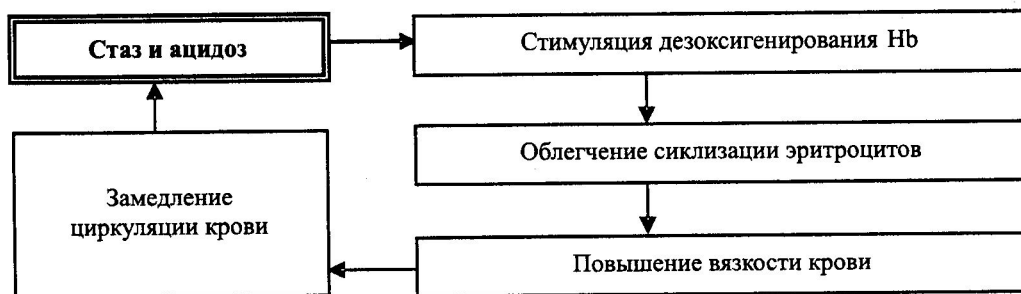 Стаз и ацидоз
Стимуляция дезоксигенирования Hb
Облегчение сиклизации эритроцитов
Замедление
циркуляции крови
Повышение вязкости крови